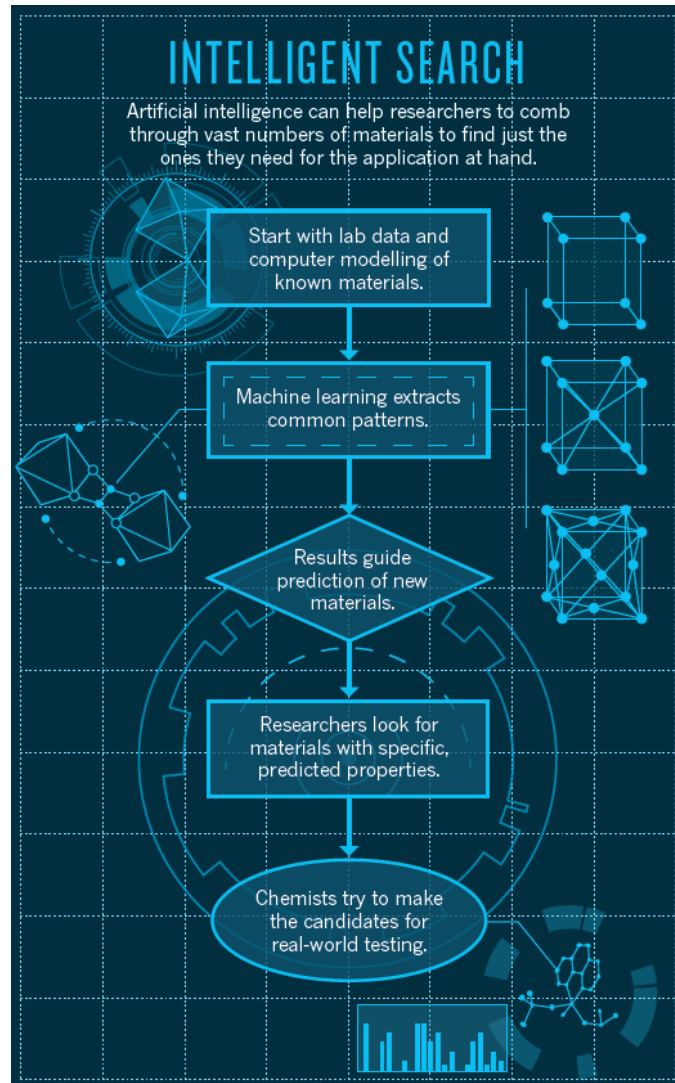 INTELLIGENT SEARCH
Artificial intelligence can help researchers to comb
through vast numbers of materials to find just the
ones they need for the application at hand.
Start with lab data and
computer modelling of
known materials.
Machine learning extracts
common patterns.
Results guide
prediction of new
materials.
Researchers look for
materials with specific,
predicted properties.
Chemists try to make
the candidates for
real-world testing.